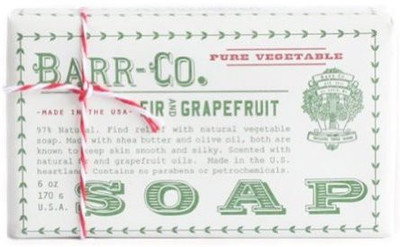 PURE VEGETABLE
BARR-CO.
-MADE IN THE USA-
FIR AND GRAPEFRUIT
97% Natural. Find relief with natural vegetable
soap. Made with shea butter and olive oil, both are
known to keep skin smooth and silky. Scented with
natural fir and grapefruit oils. Made in the U.S.
heartland. Contains no parabens or petrochemicals.
6 oz
170 g
U.S.A.
SOAP
BARR-CO.